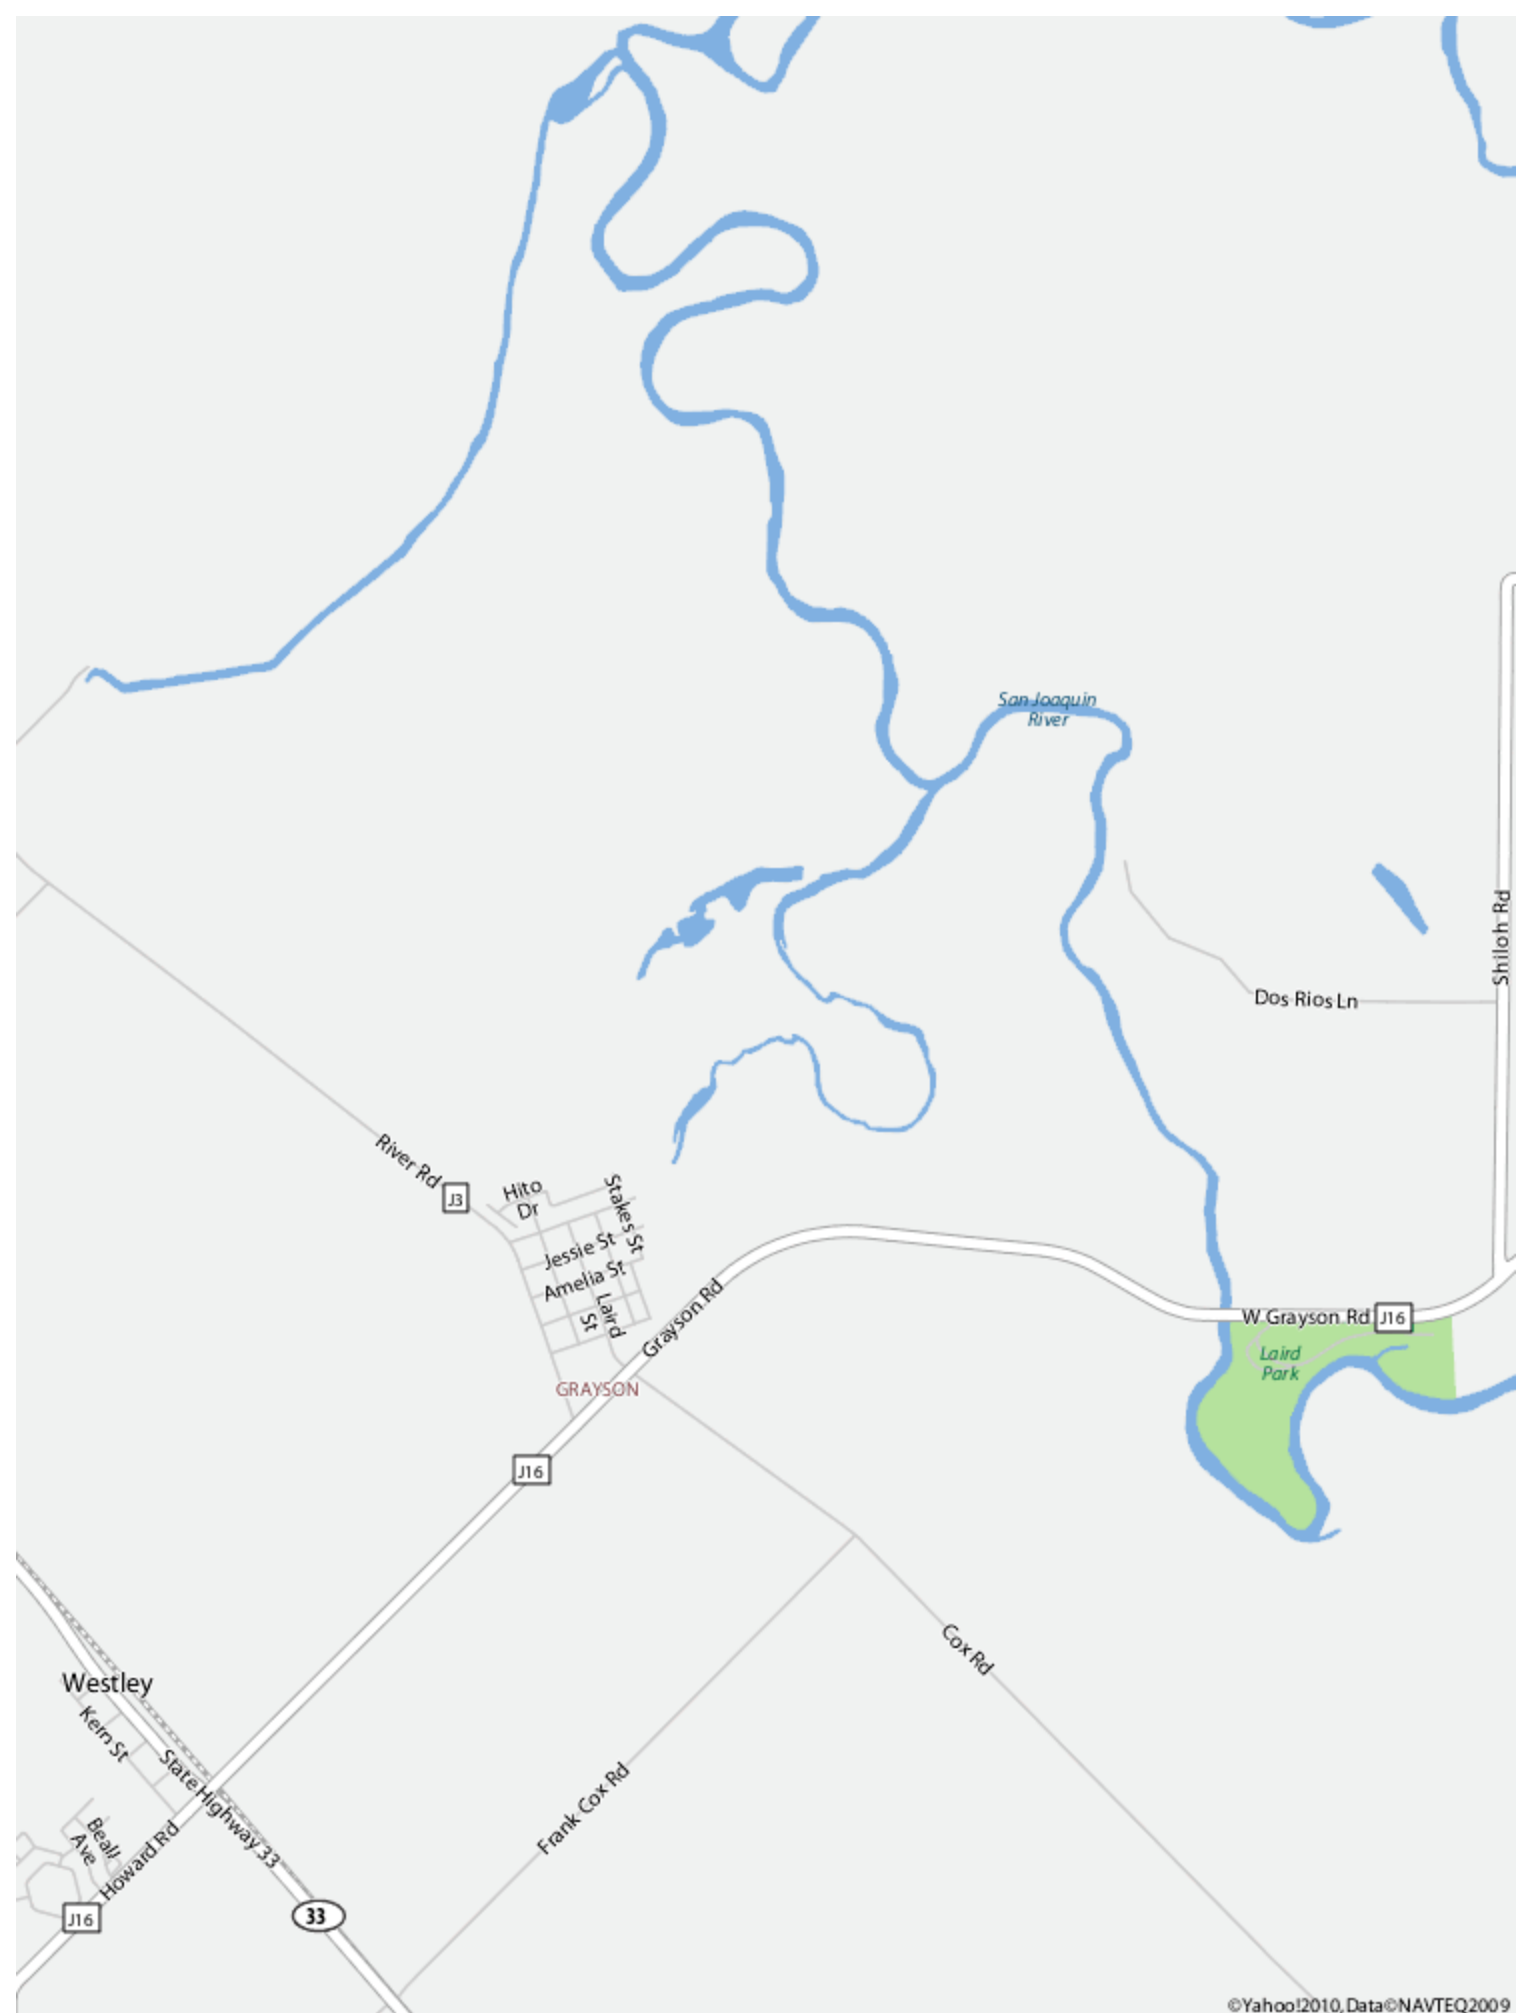 San Joaquin
River
Shiloh Rd
Dos Rios Ln
River Rd
J3
Hito
Dr
Stakes St
Jessie St
Amelia St
Laird
St
Grayson Rd
W Grayson Rd
J16
Laird
Park
GRAYSON
J16
Cox Rd
Westley
Kern St
State Highway 33
Frank Cox Rd
Beall
Ave
Howard Rd
J16
33
©Yahoo!2010, Data©NAVTEQ2009